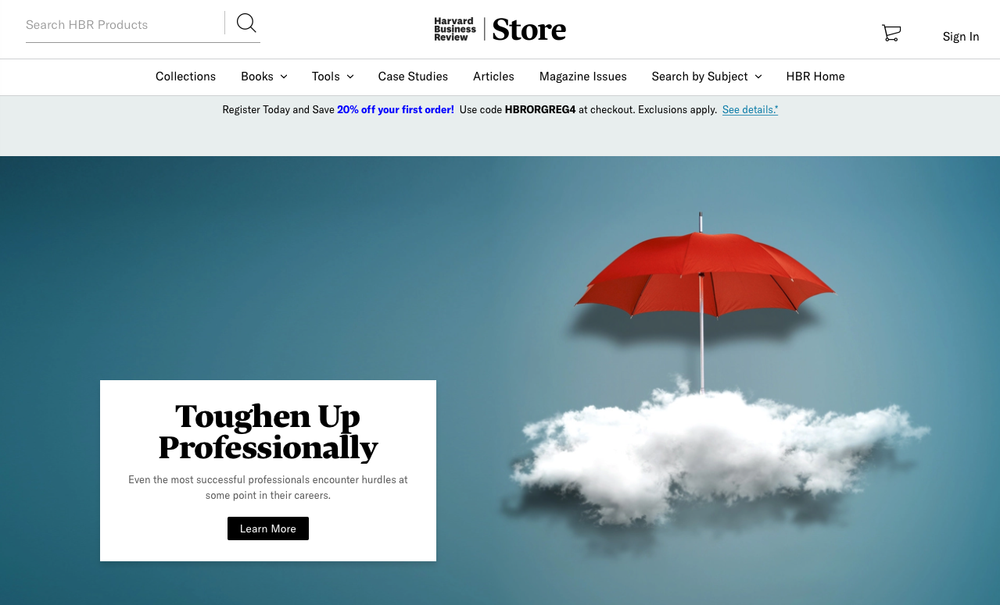 Search HBR Products
Harvard
Business
Review
Store
Sign In
Collections
Books
Tools
Case Studies
Articles
Magazine Issues
Search by Subject
HBR Home
Register Today and Save 20% off your first order! Use code HBRORGREG4 at checkout. Exclusions apply. See details.*
Toughen Up
Professionally
Even the most successful professionals encounter hurdles at
some point in their careers.
Learn More